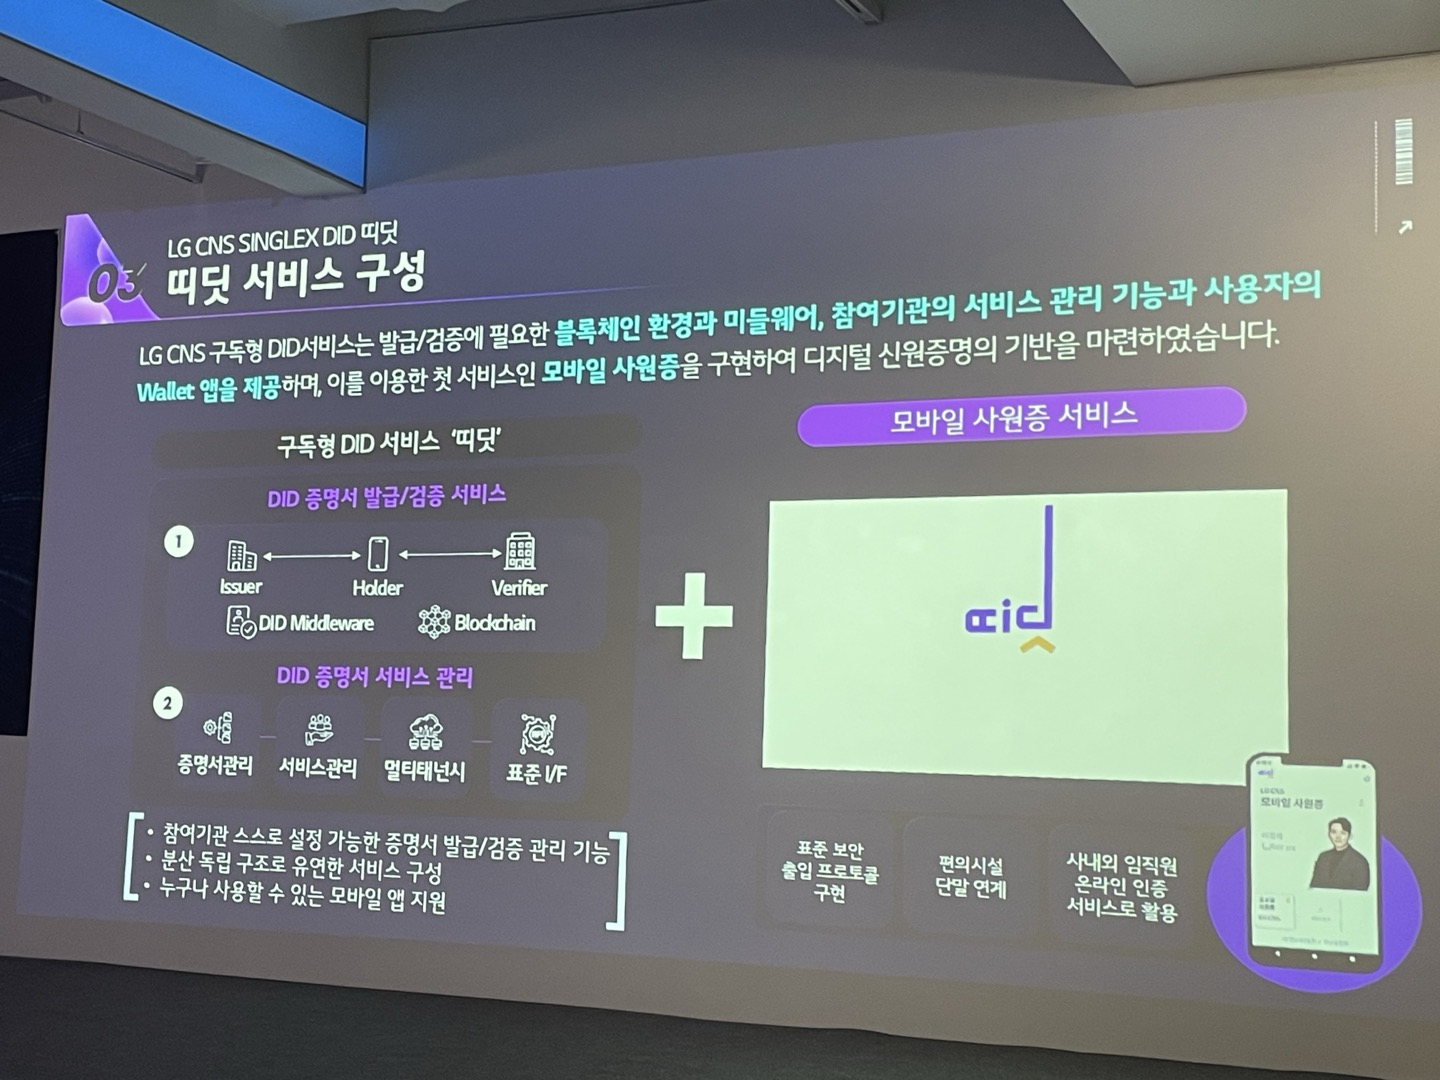 03
LG CNS SINGLEX DID 띠딧
띠딧 서비스 구성
LG CNS 구독형 DID서비스는 발급/검증에 필요한 블록체인 환경과 미들웨어, 참여기관의 서비스 관리 기능과 사용자의
Wallet 앱을 제공하며, 이를 이용한 첫 서비스인 모바일 사원증을 구현하여 디지털 신원증명의 기반을 마련하였습니다.
구독형 DID 서비스 ‘띠딧’
DID 증명서 발급/검증 서비스
1
Issuer
Holder
Verifier
DID Middleware
Blockchain
DID 증명서 서비스 관리
2
증명서관리
서비스관리
멀티태넌시
표준 I/F
• 참여기관 스스로 설정 가능한 증명서 발급/검증 관리 기능
• 분산 독립 구조로 유연한 서비스 구성
• 누구나 사용할 수 있는 모바일 앱 지원
모바일 사원증 서비스
표준 보안
출입 프로토콜
구현
편의시설
단말 연계
사내외 임직원
온라인 인증
서비스로 활용
LG CNS
모바일 사원증